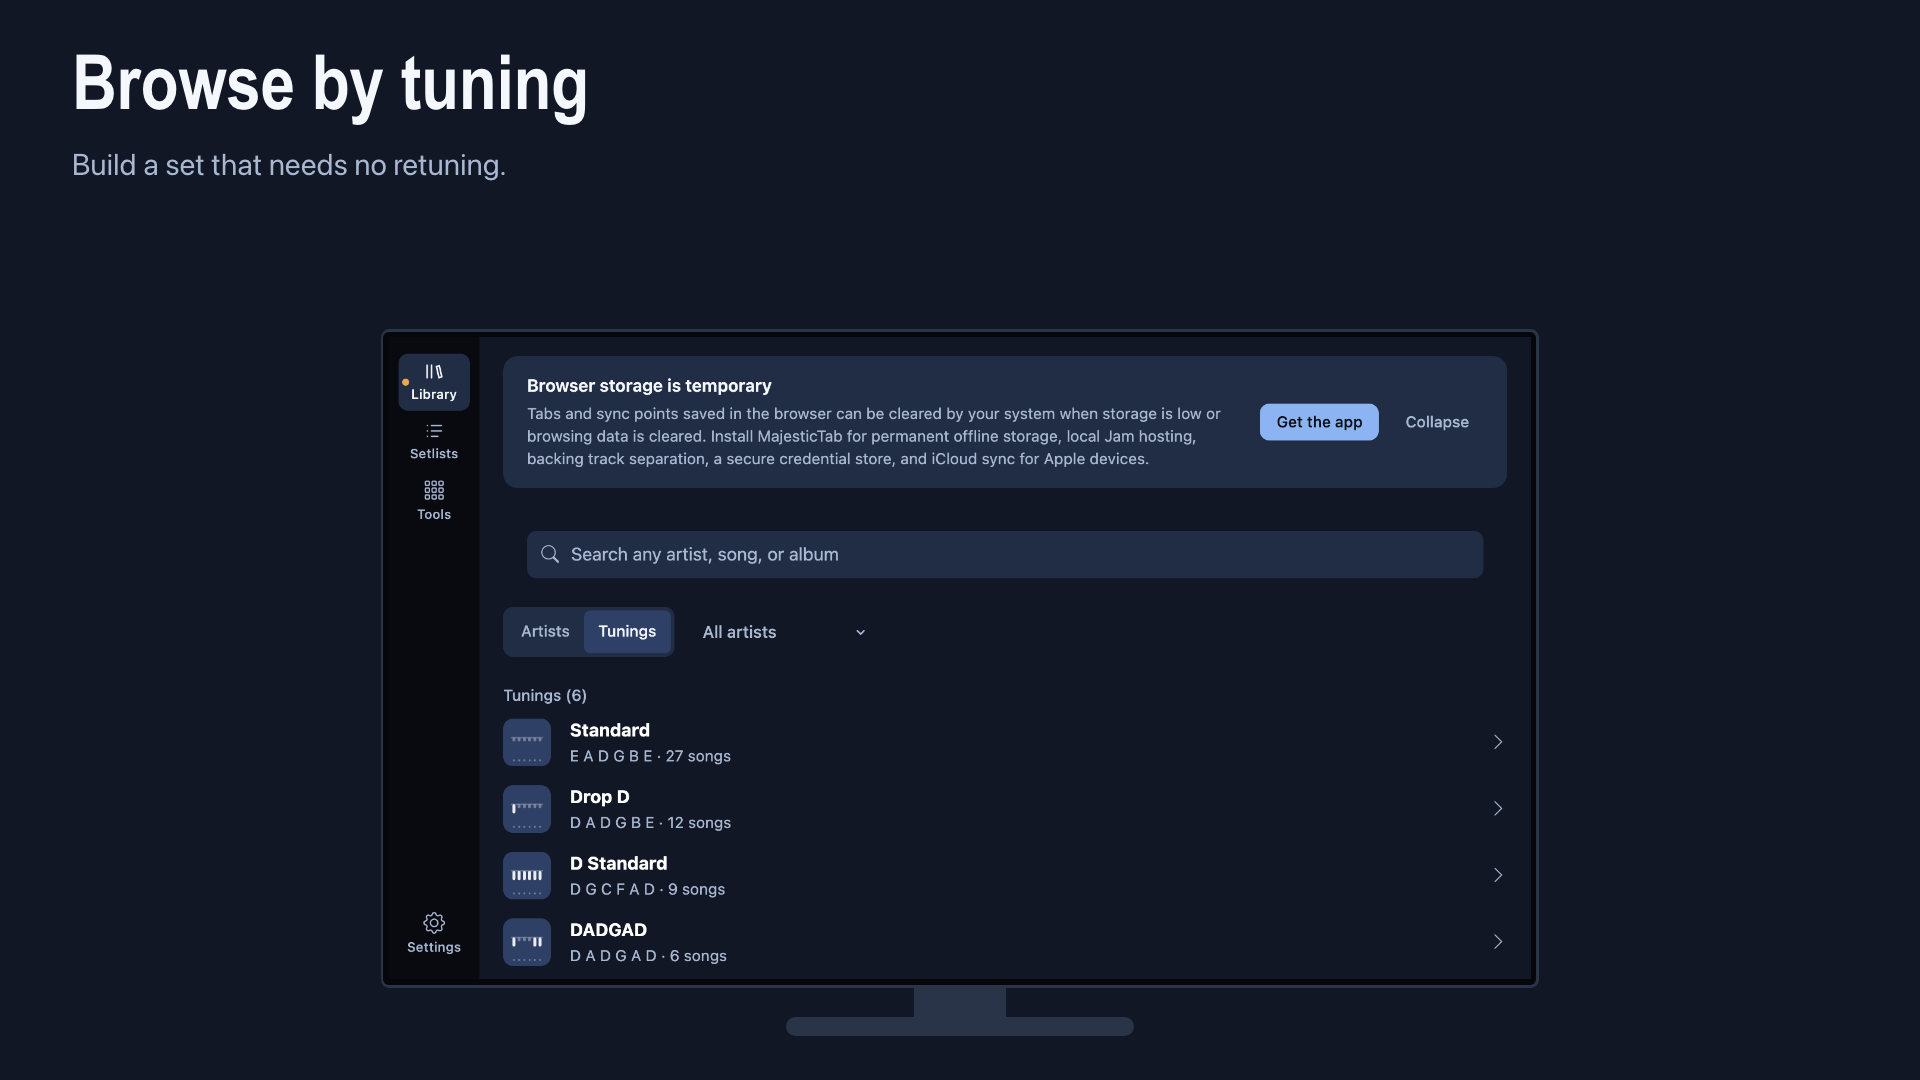 Browse by tuning
Build a set that needs no retuning.
Library
Setlists
Tools
Settings
Browser storage is temporary
Tabs and sync points saved in the browser can be cleared by your system when storage is low or
browsing data is cleared. Install MajesticTab for permanent offline storage, local Jam hosting,
backing track separation, a secure credential store, and iCloud sync for Apple devices.
Get the app
Collapse
Search any artist, song, or album
Artists
Tunings
All artists
Tunings (6)
Standard
E A D G B E · 27 songs
Drop D
D A D G B E · 12 songs
D Standard
D G C F A D · 9 songs
DADGAD
D A D G A D · 6 songs